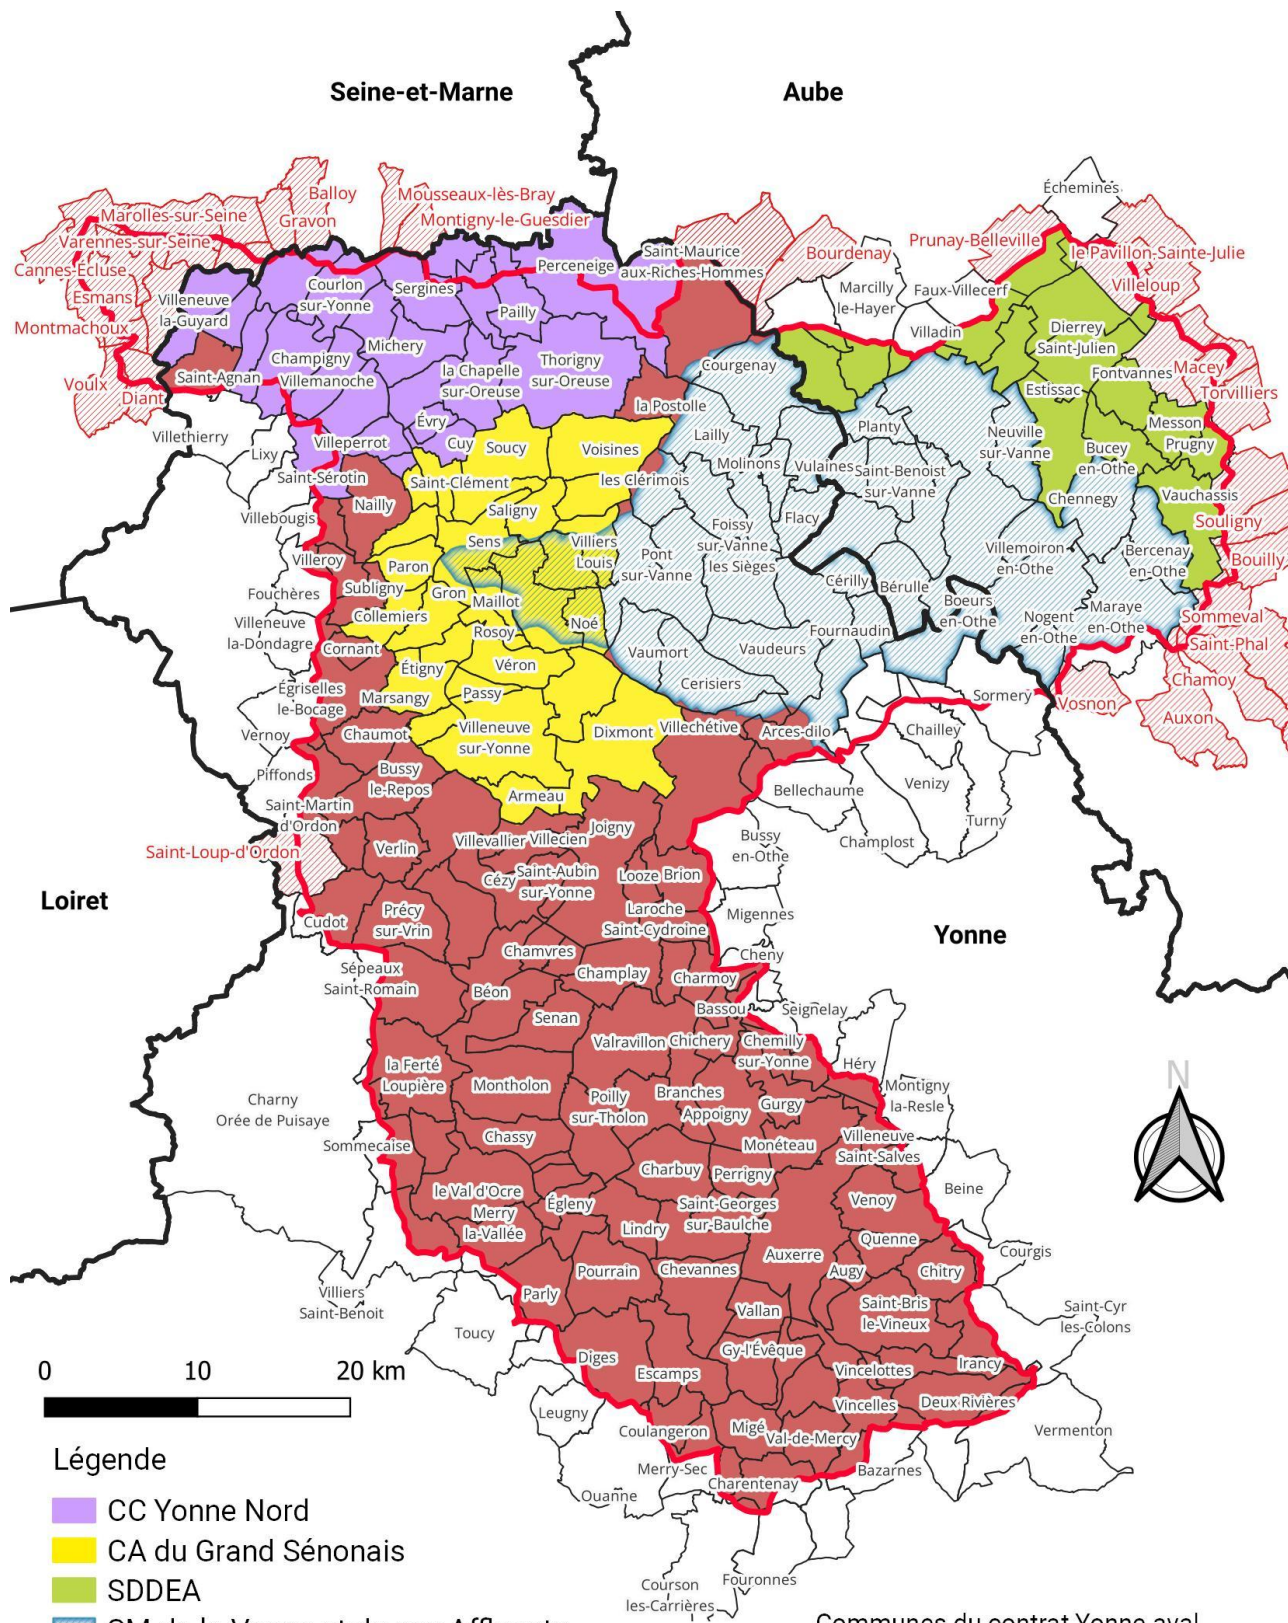 Seine-et-Marne
Aube
Échemines
Balloy
Mousseaux-lès-Bray
Marolles-sur-Seine
Gravon
Montigny-le-Guesdier
Varennes-sur-Seine
Prunay-Belleville
Saint-Maurice
aux-Riches-Hommes
Bourdenay
le Pavillon-Sainte-Julie
Cannes-Ecluse
Perceneige
Villeloup
Esmans
Courlon
sur-Yonne
Sergines
Marcilly
le-Hayer
Faux-Villecerf
Villeneuve
la-Guyard
Pailly
Montmachoux
Villadin
Dierrey
Saint-Julien
Michery
Champigny
Thorigny
sur-Oreuse
Courgenay
Fontvannes
Macey
Voulx
Saint-Agnan
Villemanoche
la Chapelle
sur-Oreuse
Estissac
Torvilliers
Diant
la Postolle
Messon
Villethierry
Évry
Planty
Villeperrot
Cuy
Soucy
Voisines
Lailly
Neuville
sur-Vanne
Prugny
Lixy
Bucey
en-Othe
Molinons
Vulaines
Saint-Benoist
sur-Vanne
Saint-Sérotin
Saint-Clément
les Clérimois
Vauchassis
Nailly
Chennegy
Villebougis
Saligny
Foissy
sur-Vanne
Flacy
Souligny
Sens
Villiers
Louis
Villeroy
Paron
Pont
sur-Vanne
les Sièges
Villemoiron
en-Othe
Bercenay
en-Othe
Bouilly
Fouchères
Subligny
Gron
Maillot
Cérilly
Bérulle
Boeurs
en-Othe
Collemiers
Noé
Maraye
en-Othe
Sommeval
Villeneuve
la-Dondagre
Rosoy
Fournaudin
Nogent
en-Othe
Cornant
Vaumort
Vaudeurs
Saint-Phal
Étigny
Véron
Égriselles
le-Bocage
Marsangy
Passy
Cerisiers
Chamoy
Sormery
Vosnon
Auxon
Vernoy
Chaumot
Villeneuve
sur-Yonne
Dixmont
Villechétive
Arces-dilo
Chailley
Piffonds
Bussy
le-Repos
Armeau
Bellechaume
Venizy
Saint-Martin
d'Ordon
Turny
Joigny
Saint-Loup-d'Ordon
Verlin
Villevallier
Villecien
Bussy
en-Othe
Champlost
Cézy
Saint-Aubin
sur-Yonne
Looze
Brion
Loiret
Cudot
Précy
sur-Vrin
Laroche
Saint-Cydroine
Migennes
Yonne
Chamvres
Cheny
Sépeaux
Saint-Romain
Champlay
Charmoy
Béon
Bassou
Seignelay
Senan
Valravillon
Chichery
Chemilly
sur-Yonne
la Ferté
Loupière
Héry
Montholon
Poilly
sur-Tholon
Branches
Montigny
la-Resle
N
Charny
Orée de Puisaye
Appoigny
Gurgy
Sommecaise
Chassy
Monéteau
Villeneuve
Saint-Salves
Charbuy
Perrigny
le Val d'Ocre
Beine
Merry
la-Vallée
Égleny
Saint-Georges
sur-Baulche
Venoy
Lindry
Quenne
Auxerre
Courgis
Pourrain
Chevannes
Augy
Chitry
Villiers
Saint-Benoit
Parly
Vallan
Saint-Bris
le-Vineux
Saint-Cyr
les-Colons
Toucy
Gy-l'Évêque
Diges
Escamps
Vincelottes
Irancy
0
10
20 km
Leugny
Vincelles
Deux Rivières
Coulangeron
Migé
Val-de-Mercy
Vermenton
Merry-Sec
Charentenay
Bazarnes
Ouanne
Légende
CC Yonne Nord
CA du Grand Sénonais
SDDEA
Courson
les-Carrières
Fouronnes
SM de la Vanne et de ses Affluents
Communes du contrat Yonne aval